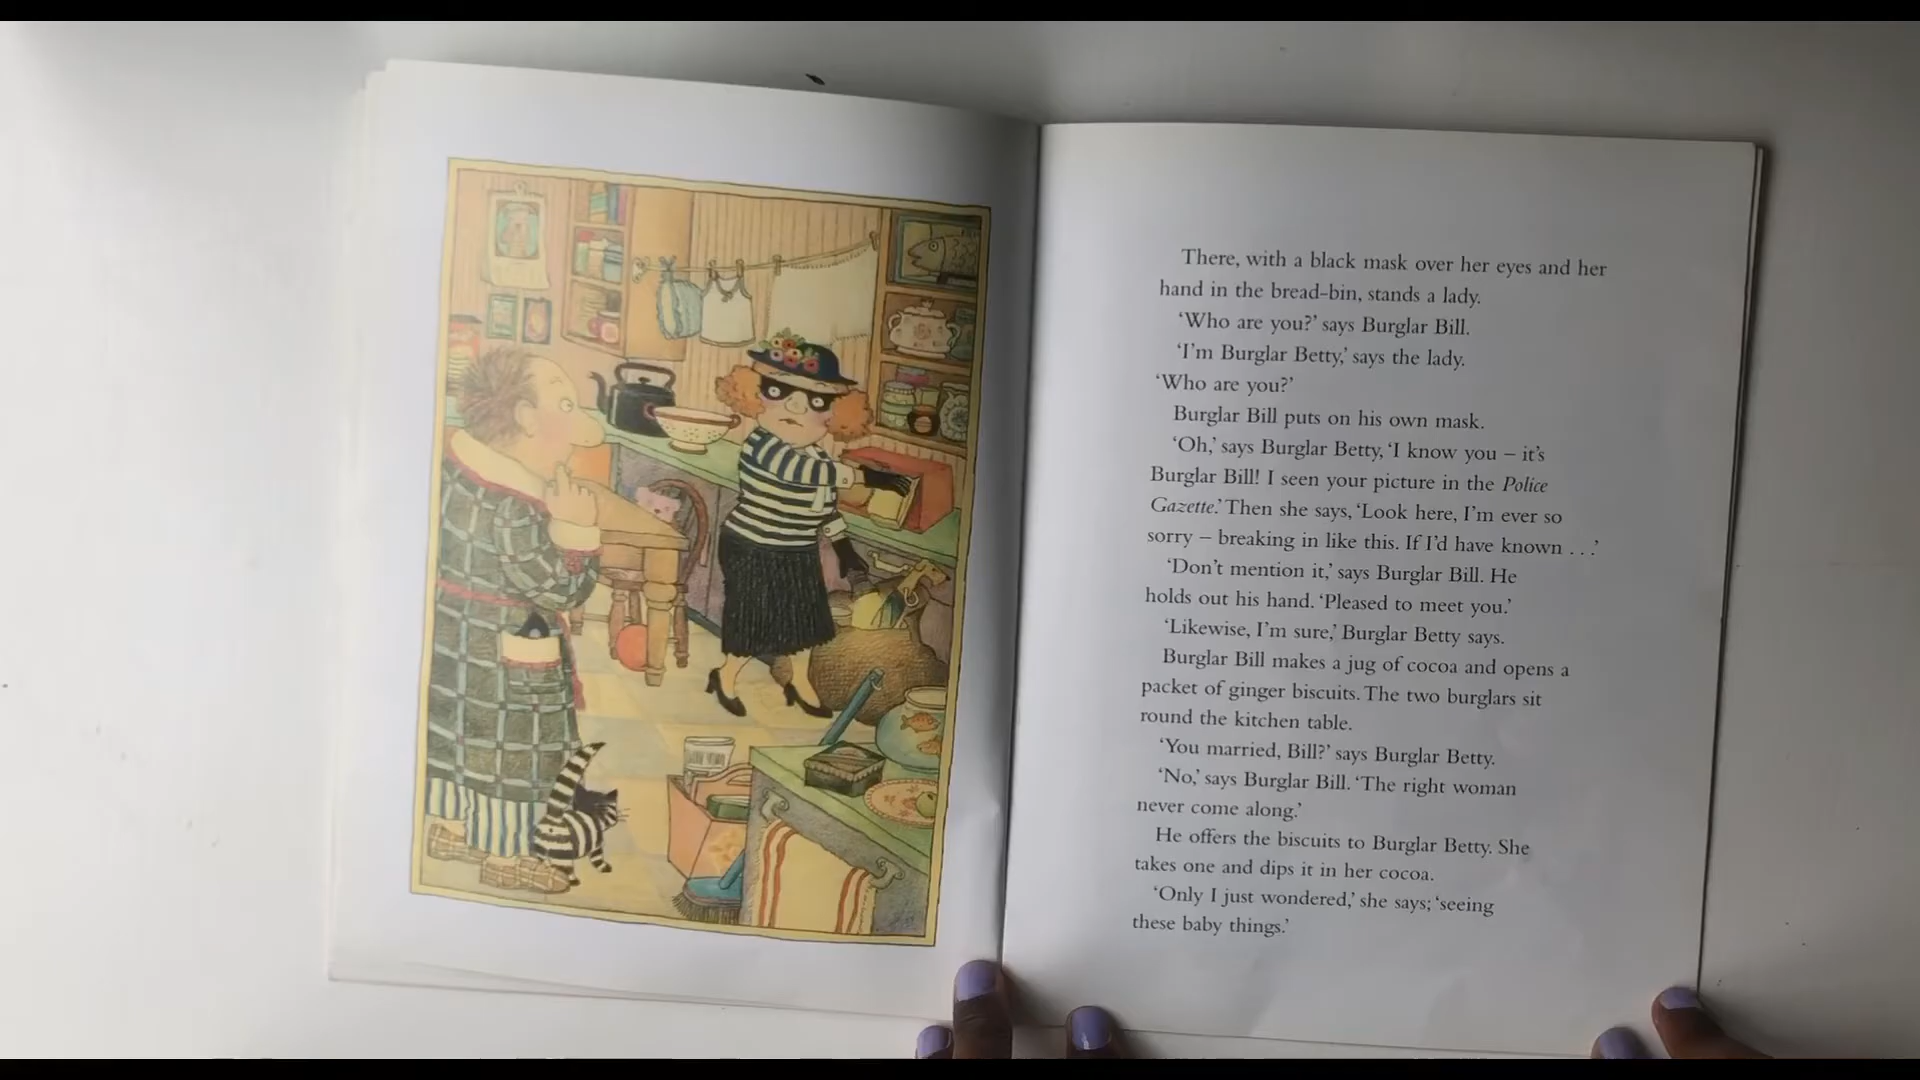 There, with a black mask over her eyes and her
hand in the bread-bin, stands a lady.
‘Who are you?’ says Burglar Bill.
‘I’m Burglar Betty,’ says the lady.
‘Who are you?’
Burglar Bill puts on his own mask.
‘Oh,’ says Burglar Betty, ‘I know you – it’s
Burglar Bill! I seen your picture in the Police
Gazette.’ Then she says, ‘Look here, I’m ever so
sorry – breaking in like this. If I’d have known . . .’
‘Don’t mention it,’ says Burglar Bill. He
holds out his hand. ‘Pleased to meet you.’
‘Likewise, I’m sure,’ Burglar Betty says.
Burglar Bill makes a jug of cocoa and opens a
packet of ginger biscuits. The two burglars sit
round the kitchen table.
‘You married, Bill?’ says Burglar Betty.
‘No,’ says Burglar Bill. ‘The right woman
never come along.’
He offers the biscuits to Burglar Betty. She
takes one and dips it in her cocoa.
‘Only I just wondered,’ she says; ‘seeing
these baby things.’